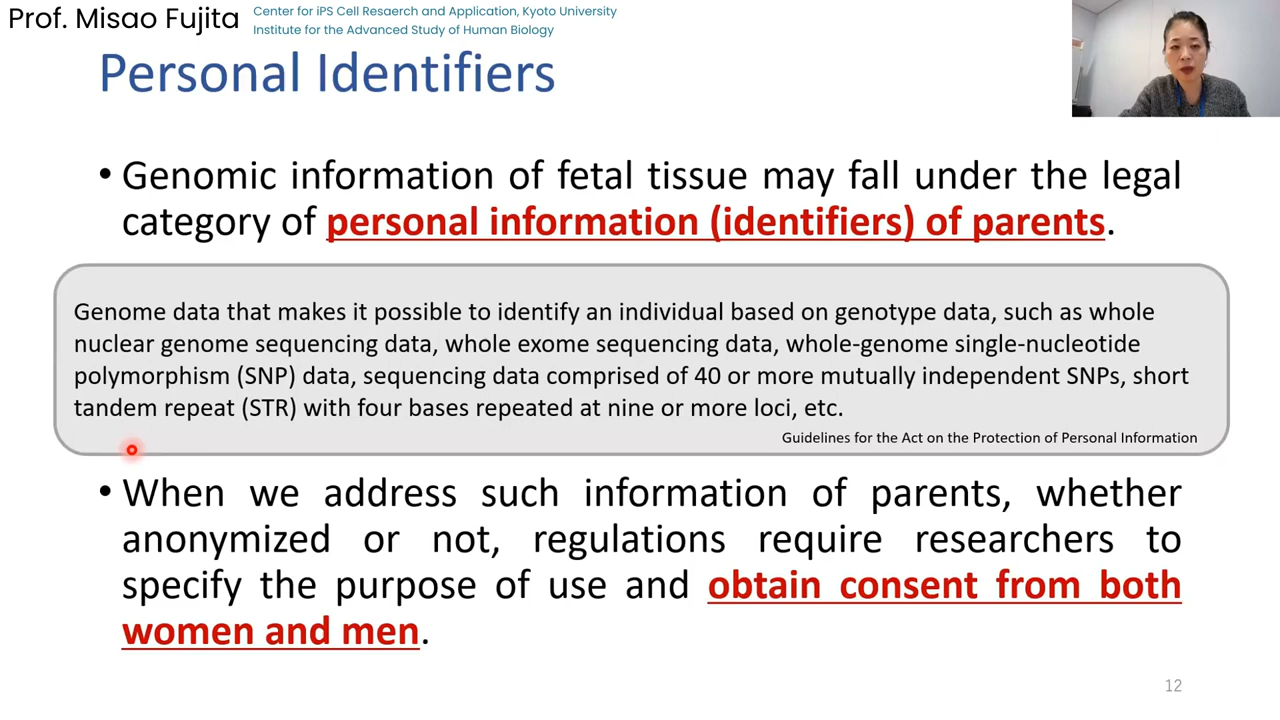 Prof. Misao Fujita
Center for iPS Cell Resaerch and Application, Kyoto University
Institute for the Advanced Study of Human Biology
Personal Identifiers
• Genomic information of fetal tissue may fall under the legal
category of personal information (identifiers) of parents.
Genome data that makes it possible to identify an individual based on genotype data, such as whole
nuclear genome sequencing data, whole exome sequencing data, whole-genome single-nucleotide
polymorphism (SNP) data, sequencing data comprised of 40 or more mutually independent SNPs, short
tandem repeat (STR) with four bases repeated at nine or more loci, etc.
Guidelines for the Act on the Protection of Personal Information
• When we address such information of parents, whether
anonymized or not, regulations require researchers to
specify the purpose of use and obtain consent from both
women and men.
12